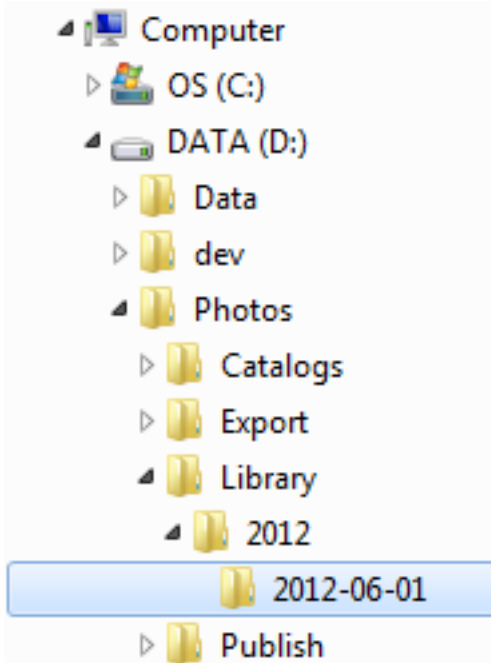 Computer
OS (C:)
DATA (D:)
Data
dev
Photos
Catalogs
Export
Library
2012
2012-06-01
Publish